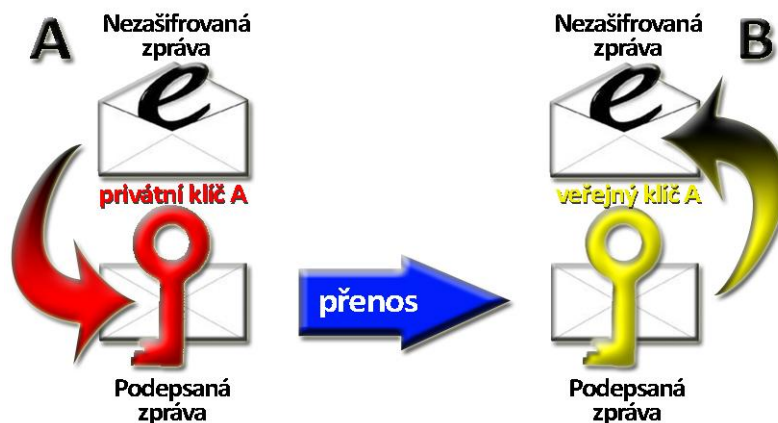 A
Nezašifrovaná
zpráva
e
privátní klíč A
Podepsaná
zpráva
přenos
Nezašifrovaná
zpráva
B
e
veřejný klíč A
Podepsaná
zpráva